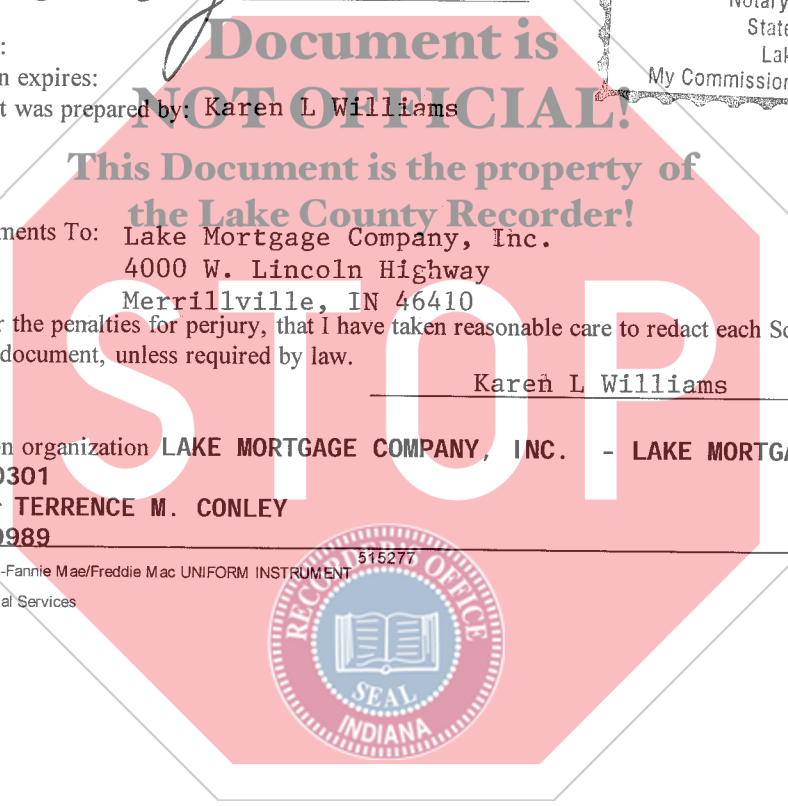 Document is
Notary
State
:
Lak
n expires:
My Commission
t was prepared by: Karen L Williams
NOT OFFICIAL!
This Document is the property of
the Lake County Recorder!
ments To: Lake Mortgage Company, Inc.
4000 W. Lincoln Highway
Merrillville, IN 46410
r the penalties for perjury, that I have taken reasonable care to redact each So
document, unless required by law.
Karen L Williams
STOP
n organization LAKE MORTGAGE COMPANY, INC. - LAKE MORTGA
0301
TERRENCE M. CONLEY
0989
-Fannie Mae/Freddie Mac UNIFORM INSTRUMENT 515277
al Services
RECORDER'S OFFICE
SEAL
INDIANA